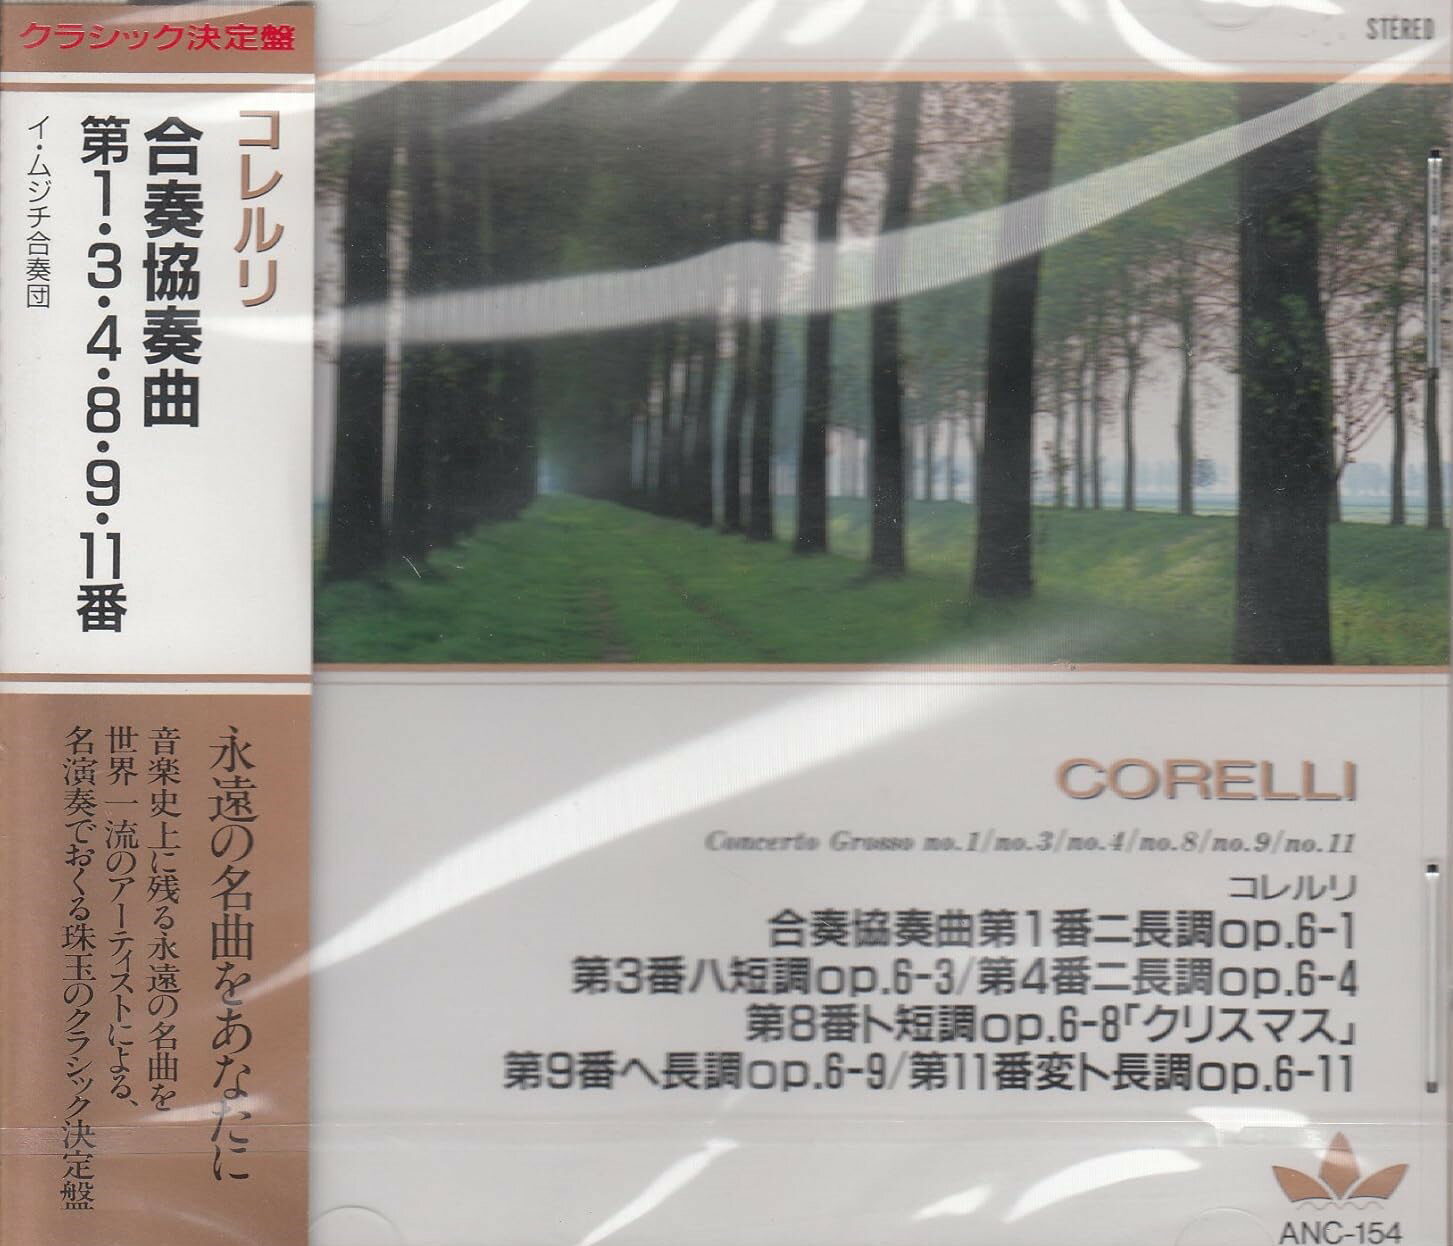 クラシック決定盤
コレルリ
合奏協奏曲
第1・3・4・8・9・11番
イ・ムジチ合奏団
永遠の名曲をあなたに
音楽史上に残る永遠の名曲を
世界一流のアーティストによる、
名演奏でおくる珠玉のクラシック決定盤
STEREO
CORELLI
Concerto Grosso no.1/no.3/no.4/no.8/no.9/no.11
コレルリ
合奏協奏曲第1番ニ長調op.6-1
第3番ハ短調op.6-3/第4番ニ長調op.6-4
第8番ト短調op.6-8「クリスマス」
第9番ヘ長調op.6-9/第11番変ト長調op.6-11
ANC-154